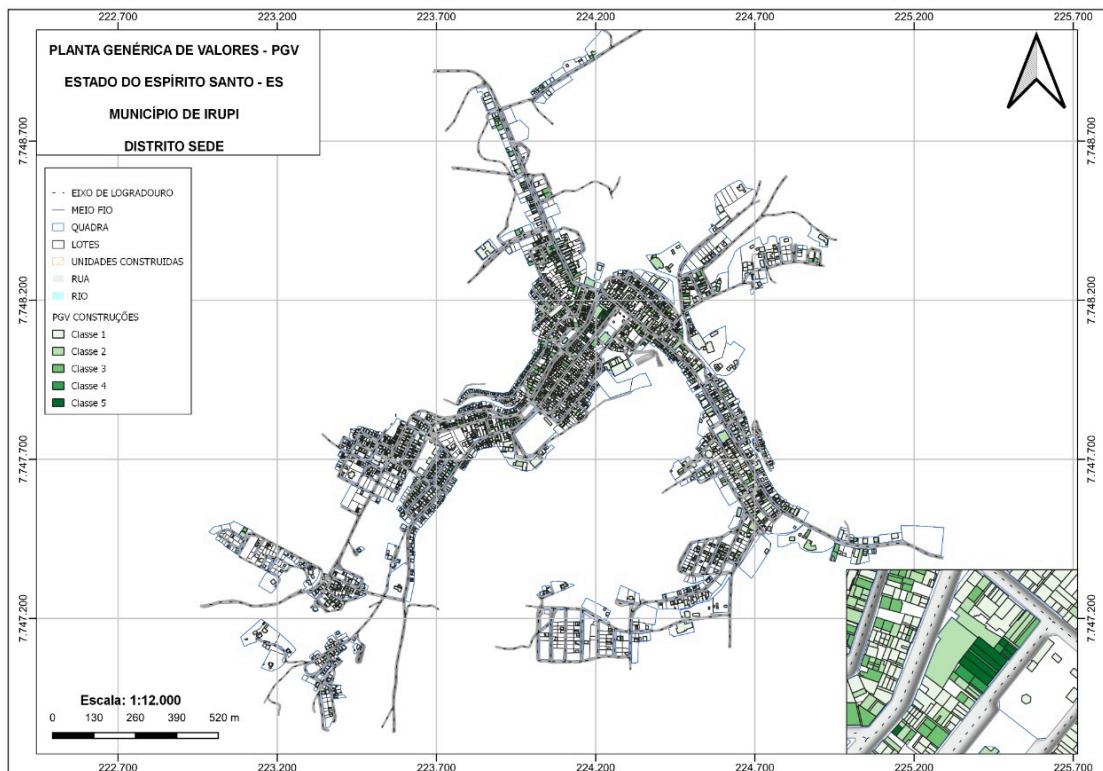 222.700 223.200 223.700 224.200 224.700 225.200 225.700
PLANTA GENÉRICA DE VALORES - PGV
ESTADO DO ESPÍRITO SANTO - ES
MUNICÍPIO DE IRUPI
DISTRITO SEDE
EIXO DE LOGRADOURO
MEIO FIO
QUADRA
LOTES
UNIDADES CONSTRUIDAS
RUA
RIO
PGV CONSTRUÇÕES
Classe 1
Classe 2
Classe 3
Classe 4
Classe 5
7.748.700 7.748.700
7.748.200 7.748.200
7.747.700 7.747.700
7.747.200 7.747.200
Escala: 1:12.000
0 130 260 390 520 m
222.700 223.200 223.700 224.200 224.700 225.200 225.700